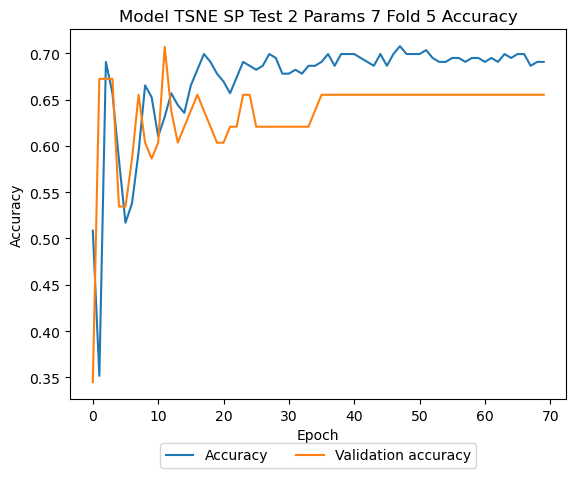 Model TSNE SP Test 2 Params 7 Fold 5 Accuracy
0.70
0.65
0.60
0.55
0.50
0.45
0.40
0.35
Accuracy
0 10 20 30 40 50 60 70
Epoch
Accuracy Validation accuracy